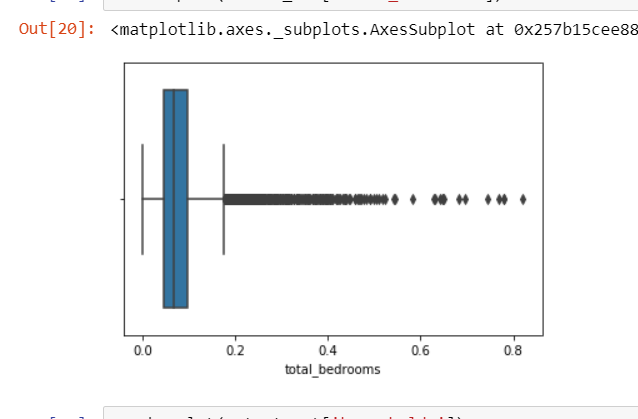 Out[20]: <matplotlib.axes._subplots.AxesSubplot at 0x257b15cee88
0.0 0.2 0.4 0.6 0.8
total_bedrooms